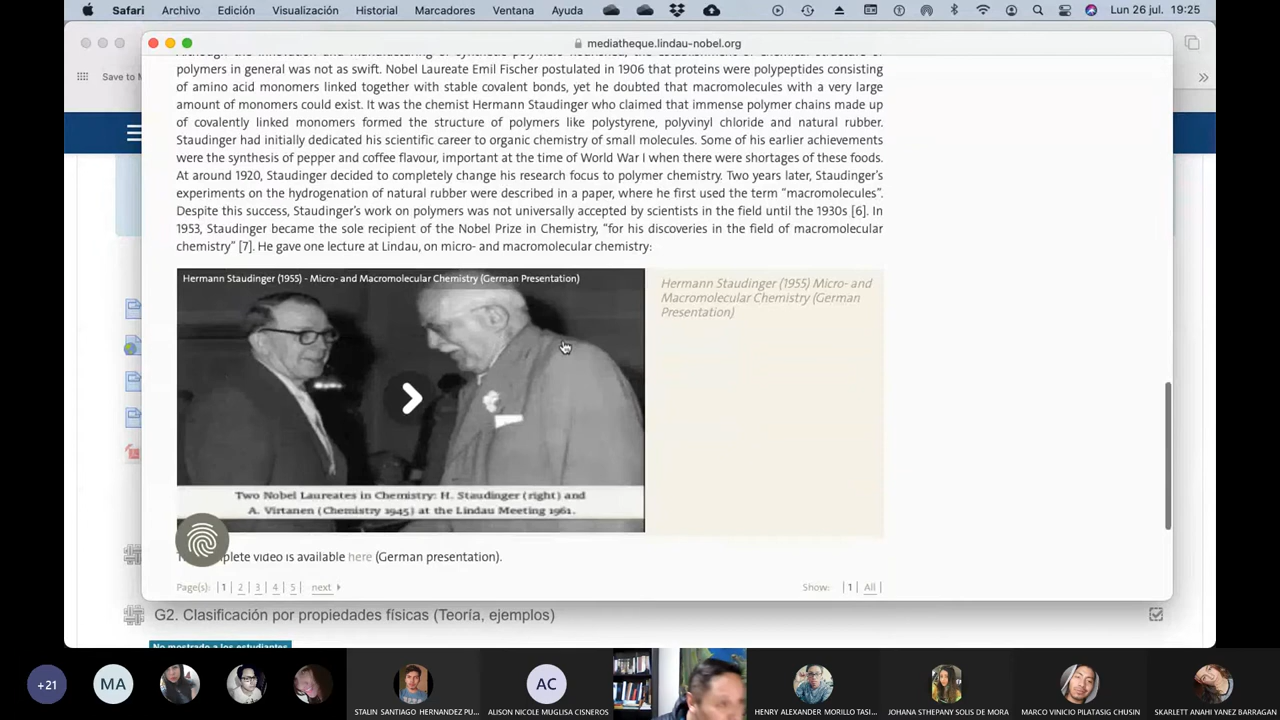 Safari Archivo Edición Visualización Historial Marcadores Ventana Ayuda Lun 26 jul. 19:25
mediatheque.lindau-nobel.org
Save to M
polymers in general was not as swift. Nobel Laureate Emil Fischer postulated in 1906 that proteins were polypeptides consisting
of amino acid monomers linked together with stable covalent bonds, yet he doubted that macromolecules with a very large
amount of monomers could exist. It was the chemist Hermann Staudinger who claimed that immense polymer chains made up
of covalently linked monomers formed the structure of polymers like polystyrene, polyvinyl chloride and natural rubber.
Staudinger had initially dedicated his scientific career to organic chemistry of small molecules. Some of his earlier achievements
were the synthesis of pepper and coffee flavour, important at the time of World War I when there were shortages of these foods.
At around 1920, Staudinger decided to completely change his research focus to polymer chemistry. Two years later, Staudinger's
experiments on the hydrogenation of natural rubber were described in a paper, where he first used the term “macromolecules”.
Despite this success, Staudinger's work on polymers was not universally accepted by scientists in the field until the 1930s [6]. In
1953, Staudinger became the sole recipient of the Nobel Prize in Chemistry, “for his discoveries in the field of macromolecular
chemistry” [7]. He gave one lecture at Lindau, on micro- and macromolecular chemistry:
Hermann Staudinger (1955) - Micro- and Macromolecular Chemistry (German Presentation)
Hermann Staudinger (1955) Micro- and
Macromolecular Chemistry (German
Presentation)
Two Nobel Laureates in Chemistry: H. Staudinger (right) and
A. Virtanen (Chemistry 1945) at the Lindau Meeting 1961.
plete video is available here (German presentation).
Page(s): | 1 | 2 | 3 | 4 | 5 | next Show: | 1 | All |
G2. Clasificación por propiedades físicas (Teoría, ejemplos)
No mostrado a los estudiantes
+21 MA AC
STALIN SANTIAGO HERNANDEZ PU... ALISON NICOLE MUGLISA CISNEROS HENRY ALEXANDER MORILLO TASI... JOHANA STHEPANY SOLIS DE MORA MARCO VINICIO PILATASIG CHUSIN SKARLETT ANAHI YANEZ BARRAGAN